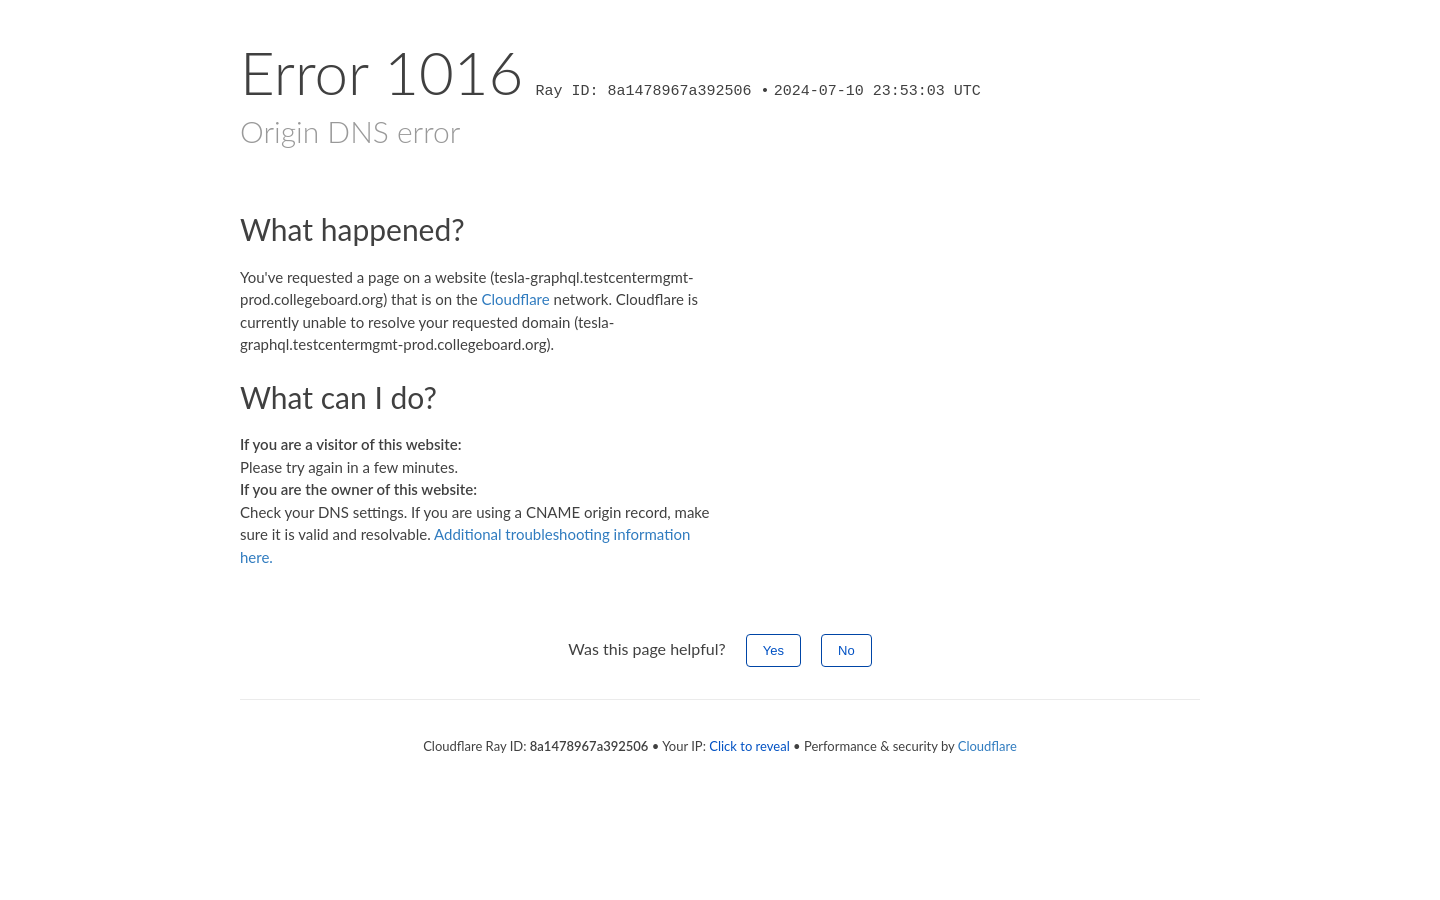 Error 1016 Ray ID: 8a1478967a392506 • 2024-07-10 23:53:03 UTC
Origin DNS error
What happened?
You've requested a page on a website (tesla-graphql.testcentermgmt-
prod.collegeboard.org) that is on the Cloudflare network. Cloudflare is
currently unable to resolve your requested domain (tesla-
graphql.testcentermgmt-prod.collegeboard.org).
What can I do?
If you are a visitor of this website:
Please try again in a few minutes.
If you are the owner of this website:
Check your DNS settings. If you are using a CNAME origin record, make
sure it is valid and resolvable. Additional troubleshooting information
here.
Was this page helpful? Yes No
Cloudflare Ray ID: 8a1478967a392506 • Your IP: Click to reveal • Performance & security by Cloudflare